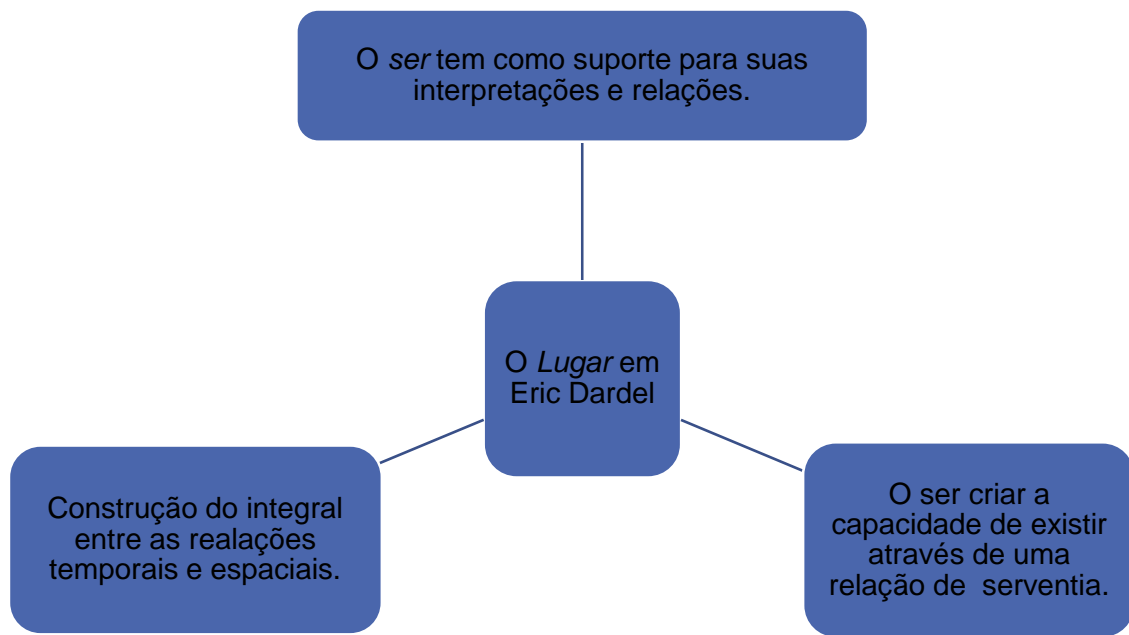 O ser tem como suporte para suas
interpretações e relações.
O Lugar em
Eric Dardel
Construção do integral
entre as realações
temporais e espaciais.
O ser criar a
capacidade de existir
através de uma
relação de serventia.